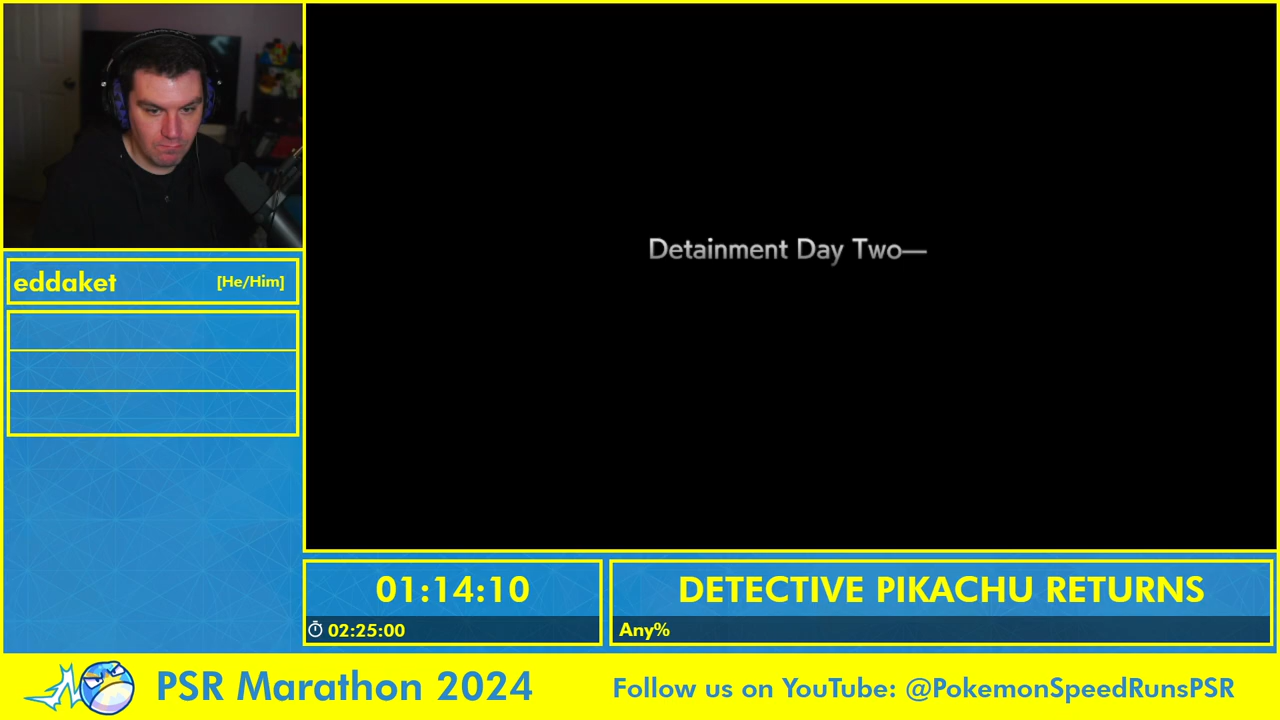 Detainment Day Two—
eddaket
[He/Him]
01:14:10
02:25:00
DETECTIVE PIKACHU RETURNS
Any%
PSR Marathon 2024
Follow us on YouTube: @PokemonSpeedRunsPSR